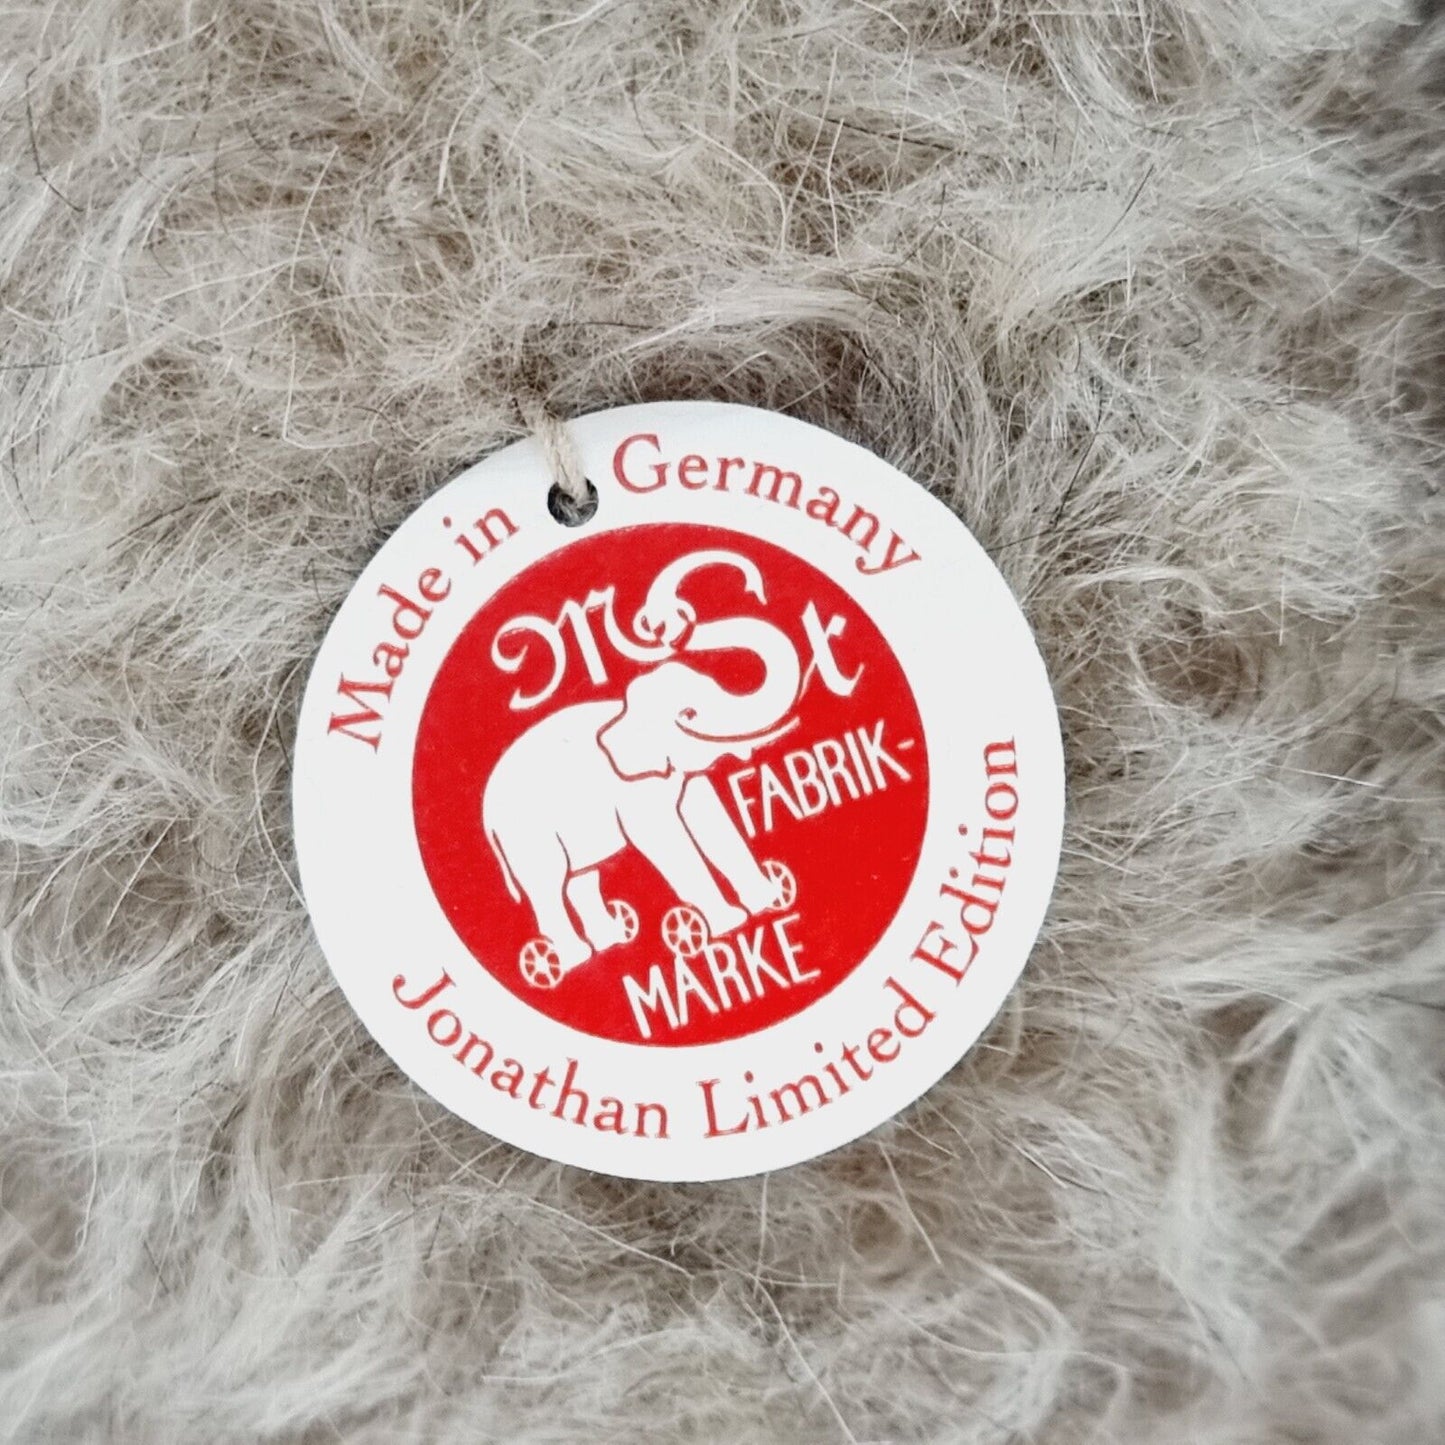 Made in Germany
MSt
FABRIK-
MARKE
Jonathan Limited Edition